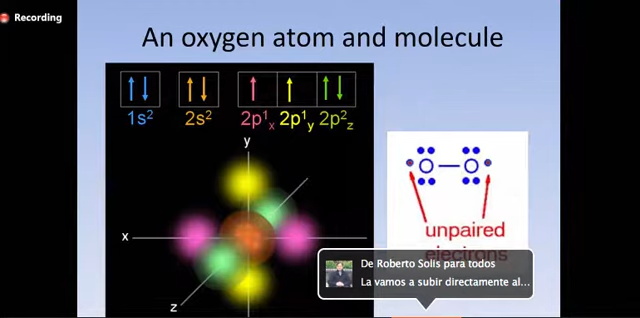 Recording
An oxygen atom and molecule
1s²
2s²
2p¹x 2p¹y 2p²z
y
x
z
O — O
unpaired
electrons
De Roberto Solis para todos
La vamos a subir directamente al...